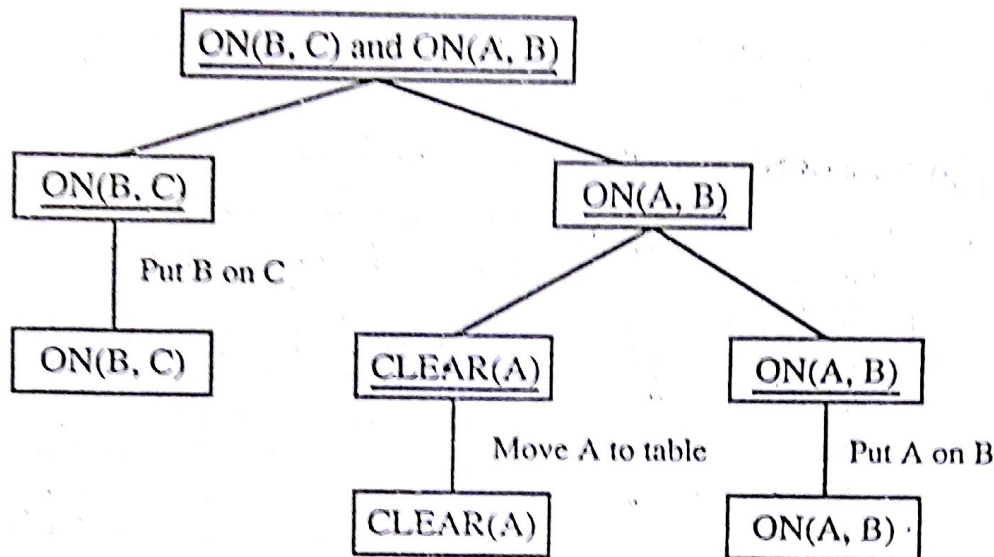 ON(B, C) and ON(A, B)
ON(B, C)
ON(A, B)
Put B on C
ON(B, C)
CLEAR(A)
ON(A, B)
Move A to table
Put A on B
CLEAR(A)
ON(A, B)